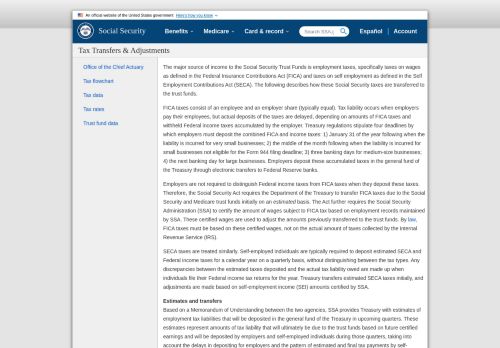 An official website of the United States government Here's how you know
Social Security
Benefits Medicare Card & record Search SSA.g Español Account
Tax Transfers & Adjustments
Office of the Chief Actuary
Tax flowchart
Tax data
Tax rates
Trust fund data
The major source of income to the Social Security Trust Funds is employment taxes, specifically taxes on wages
as defined in the Federal Insurance Contributions Act (FICA) and taxes on self employment as defined in the Self
Employment Contributions Act (SECA). The following describes how these Social Security taxes are transferred to
the trust funds.
FICA taxes consist of an employee and an employer share (typically equal). Tax liability occurs when employers
pay their employees, but actual deposits of the taxes are delayed, depending on amounts of FICA taxes and
withheld Federal income taxes accumulated by the employer. Treasury regulations stipulate four deadlines by
which employers must deposit the combined FICA and income taxes: 1) January 31 of the year following when the
liability is incurred for very small businesses; 2) the middle of the month following when the liability is incurred for
small businesses not eligible for the Form 944 filing deadline; 3) three banking days for medium-size businesses;
4) the next banking day for large businesses. Employers deposit these accumulated taxes in the general fund of
the Treasury through electronic transfers to Federal Reserve banks.
Employers are not required to distinguish Federal income taxes from FICA taxes when they deposit these taxes.
Therefore, the Social Security Act requires the Department of the Treasury to transfer FICA taxes due to the Social
Security and Medicare trust funds initially on an estimated basis. The Act further requires the Social Security
Administration (SSA) to certify the amount of wages subject to FICA tax based on employment records maintained
by SSA. These certified wages are used to adjust the amounts previously transferred to the trust funds. By law,
FICA taxes must be based on these certified wages, not on the actual amount of taxes collected by the Internal
Revenue Service (IRS).
SECA taxes are treated similarly. Self-employed individuals are typically required to deposit estimated SECA and
Federal income taxes for a calendar year on a quarterly basis, without distinguishing between the tax types. Any
discrepancies between the estimated taxes deposited and the actual tax liability owed are made up when
individuals file their Federal income tax returns for the year. Treasury transfers estimated SECA taxes initially, and
adjustments are made based on self-employment income (SEI) amounts certified by SSA.
Estimates and transfers
Based on a Memorandum of Understanding between the two agencies, SSA provides Treasury with estimates of
employment tax liabilities that will be deposited in the general fund of the Treasury in upcoming quarters. These
estimates represent amounts of tax liability that will ultimately be due to the trust funds based on future certified
earnings and will be deposited by employers and self-employed individuals during those quarters, taking into
account the delays in depositing for employers and the pattern of estimated and final tax payments by self-